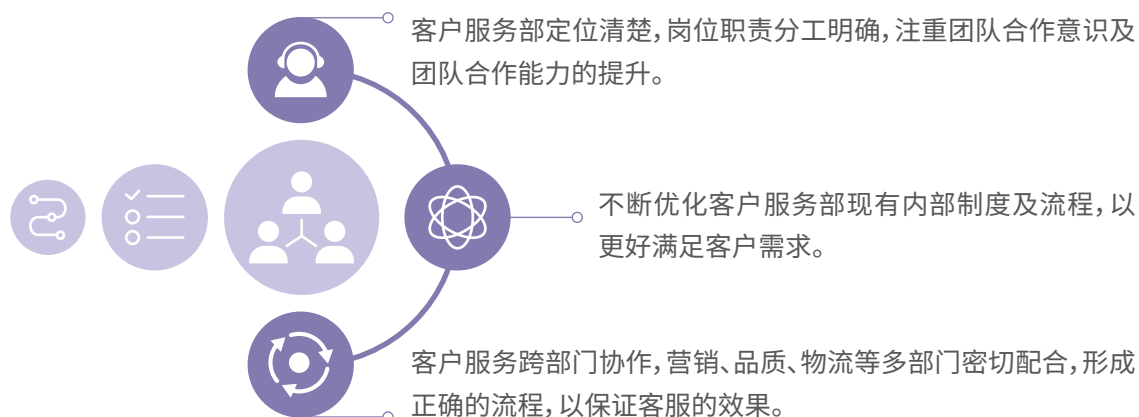 客户服务部定位清楚，岗位职责分工明确，注重团队合作意识及
团队合作能力的提升。
不断优化客户服务部现有内部制度及流程，以
更好满足客户需求。
客户服务跨部门协作，营销、品质、物流等多部门密切配合，形成
正确的流程，以保证客服的效果。